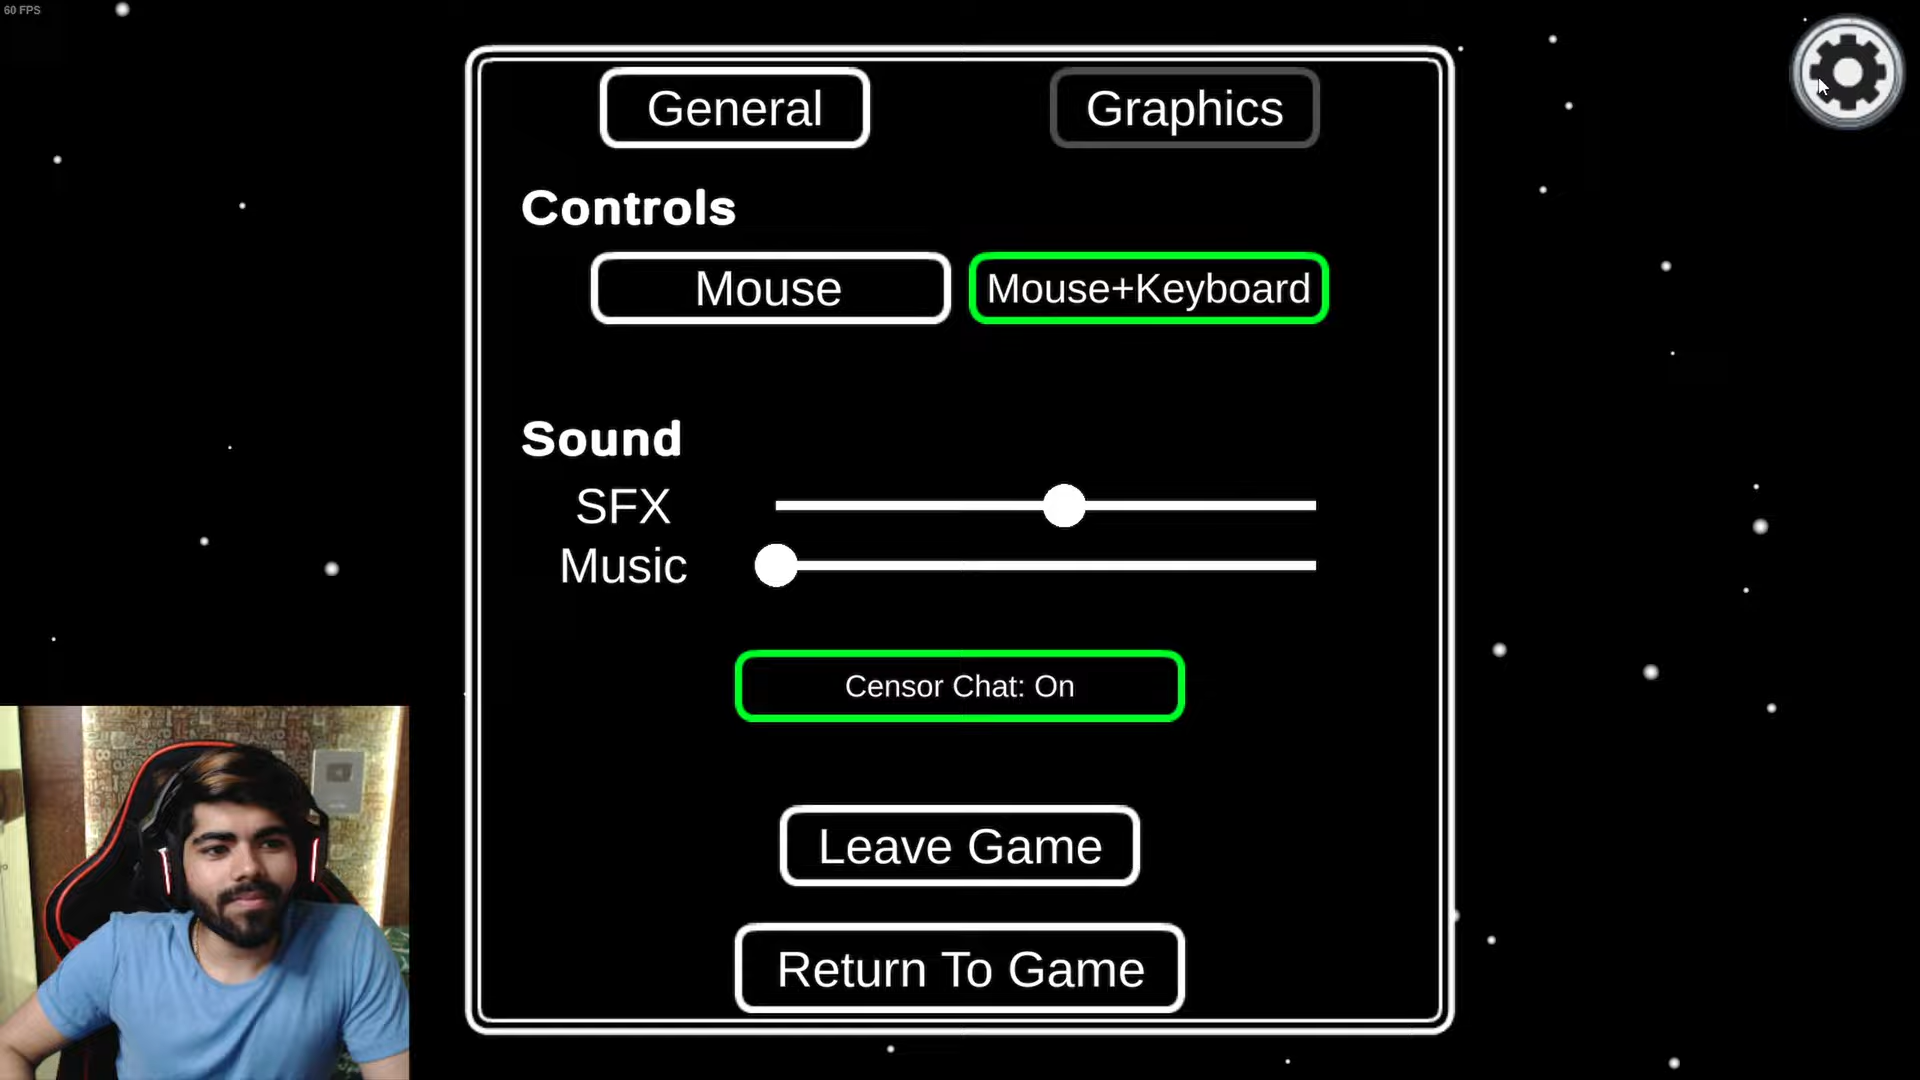 60 FPS
General
Graphics
Controls
Mouse
Mouse+Keyboard
Sound
SFX
Music
Censor Chat: On
Leave Game
Return To Game